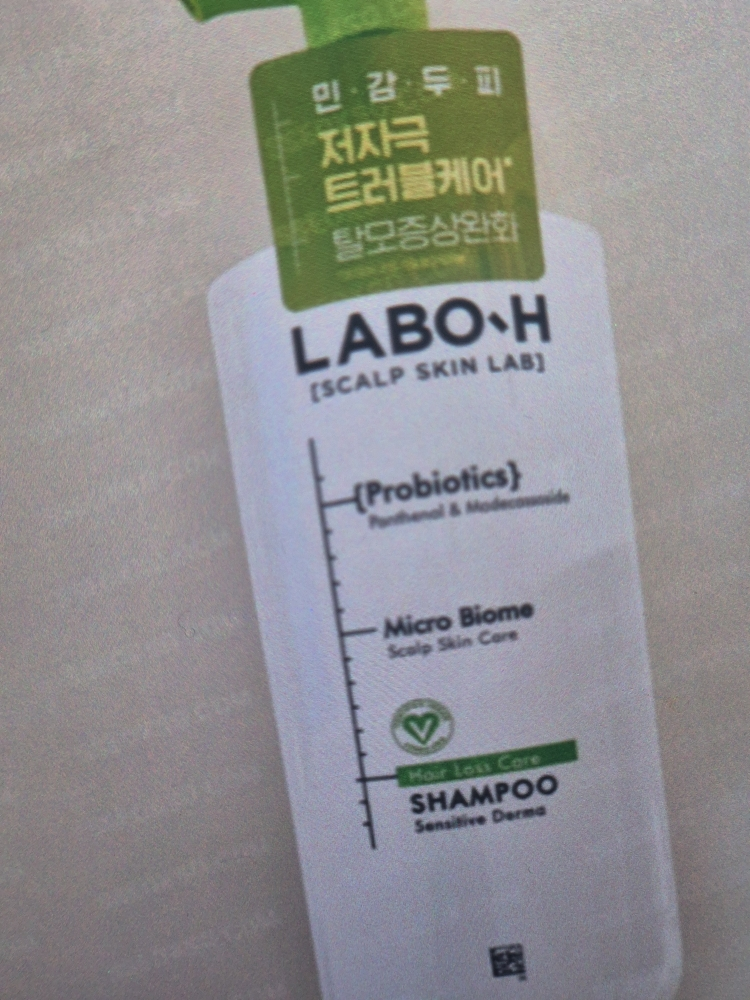 민·감·두·피
저자극
트러블케어*
탈모증상완화
LABO-H
[SCALP SKIN LAB]
{Probiotics}
Panthenol & Madecassoside
Micro Biome
Scalp Skin Care
Hair Loss Care
SHAMPOO
Sensitive Derma